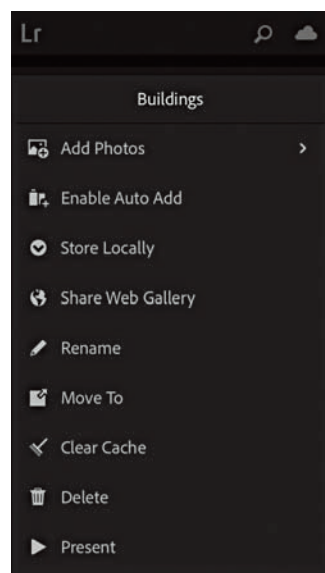 Lr
Buildings
Add Photos
Enable Auto Add
Store Locally
Share Web Gallery
Rename
Move To
Clear Cache
Delete
Present